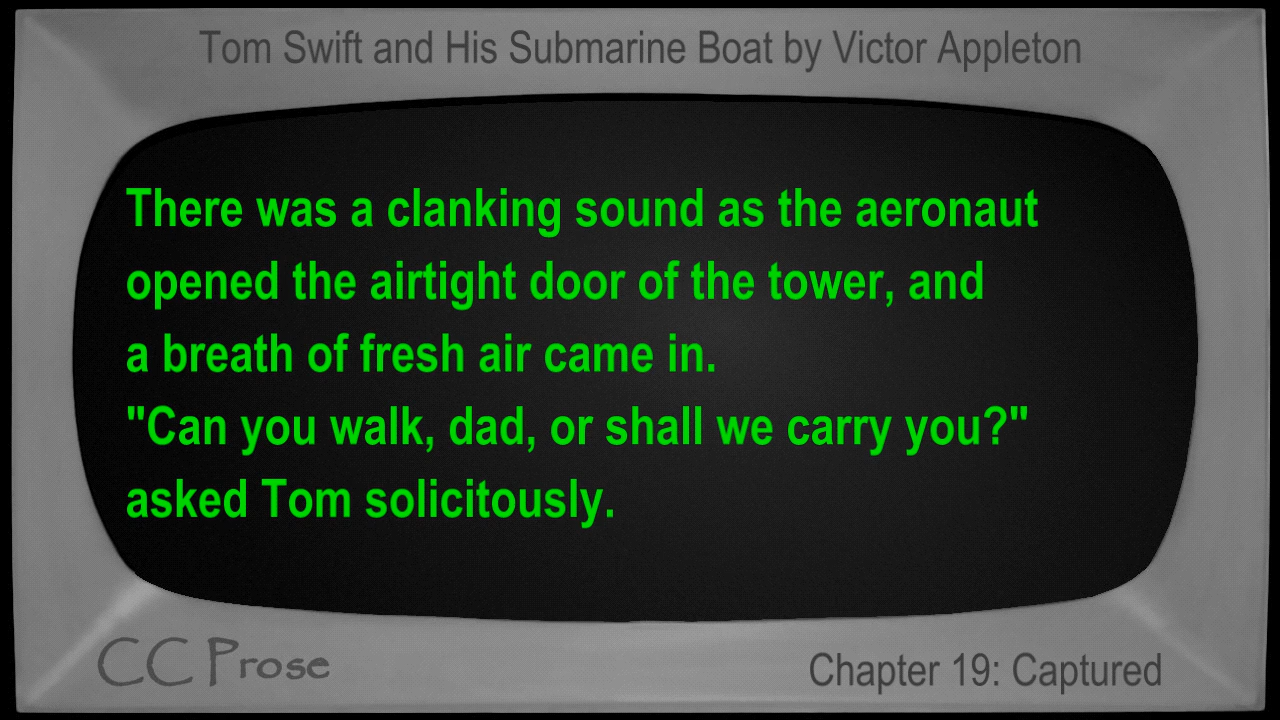 Tom Swift and His Submarine Boat by Victor Appleton
There was a clanking sound as the aeronaut
opened the airtight door of the tower, and
a breath of fresh air came in.
"Can you walk, dad, or shall we carry you?"
asked Tom solicitously.
CC Prose
Chapter 19: Captured